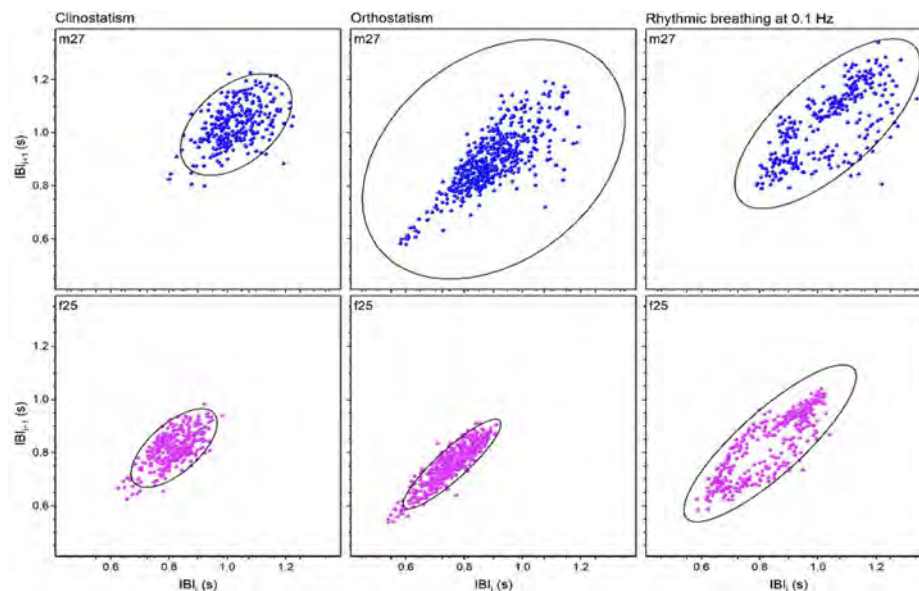 Clinostatism
Orthostatism
Rhythmic breathing at 0.1 Hz
m27
m27
m27
1.2
1.0
0.8
0.6
IBIi+1 (s)
f25
f25
f25
1.2
1.0
0.8
0.6
IBIi+1 (s)
0.6 0.8 1.0 1.2
0.6 0.8 1.0 1.2
0.6 0.8 1.0 1.2
IBIi (s)
IBIi (s)
IBIi (s)